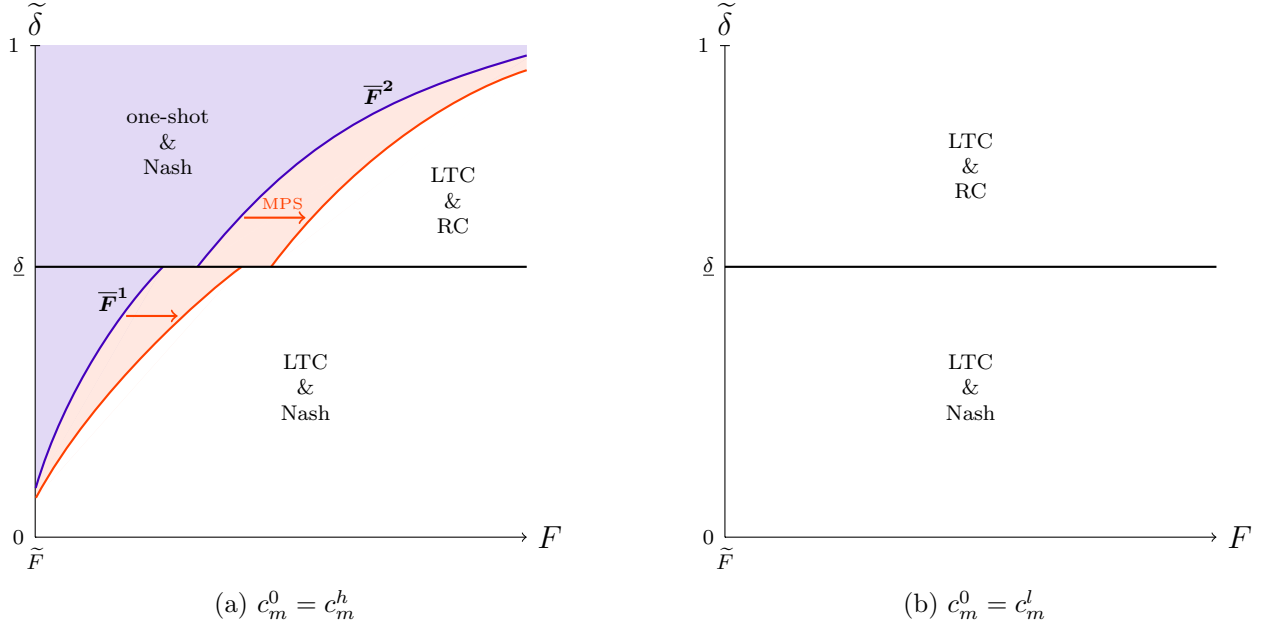 δ̃
1
F̅²
one-shot
&
Nash
LTC
&
RC
MPS
δ̲
F̅¹
LTC
&
Nash
0
F̃
F
(a) c_m^0 = c_m^h
δ̃
1
LTC
&
RC
δ̲
LTC
&
Nash
0
F̃
F
(b) c_m^0 = c_m^l